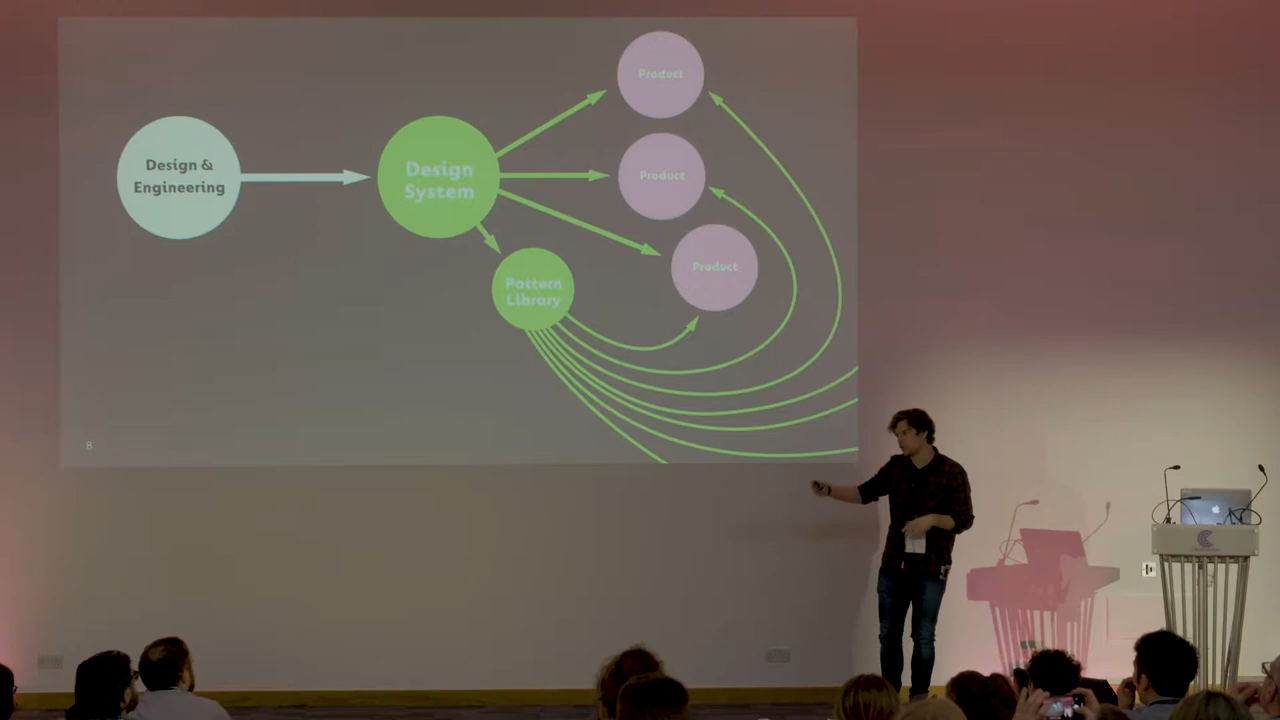 Design &
Engineering
Design
System
Product
Product
Product
Pattern
Library
8